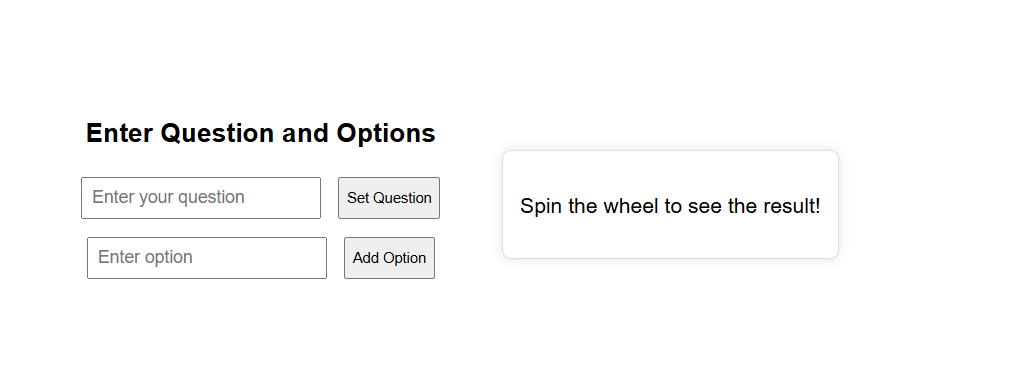 Enter Question and Options
Enter your question
Set Question
Enter option
Add Option
Spin the wheel to see the result!